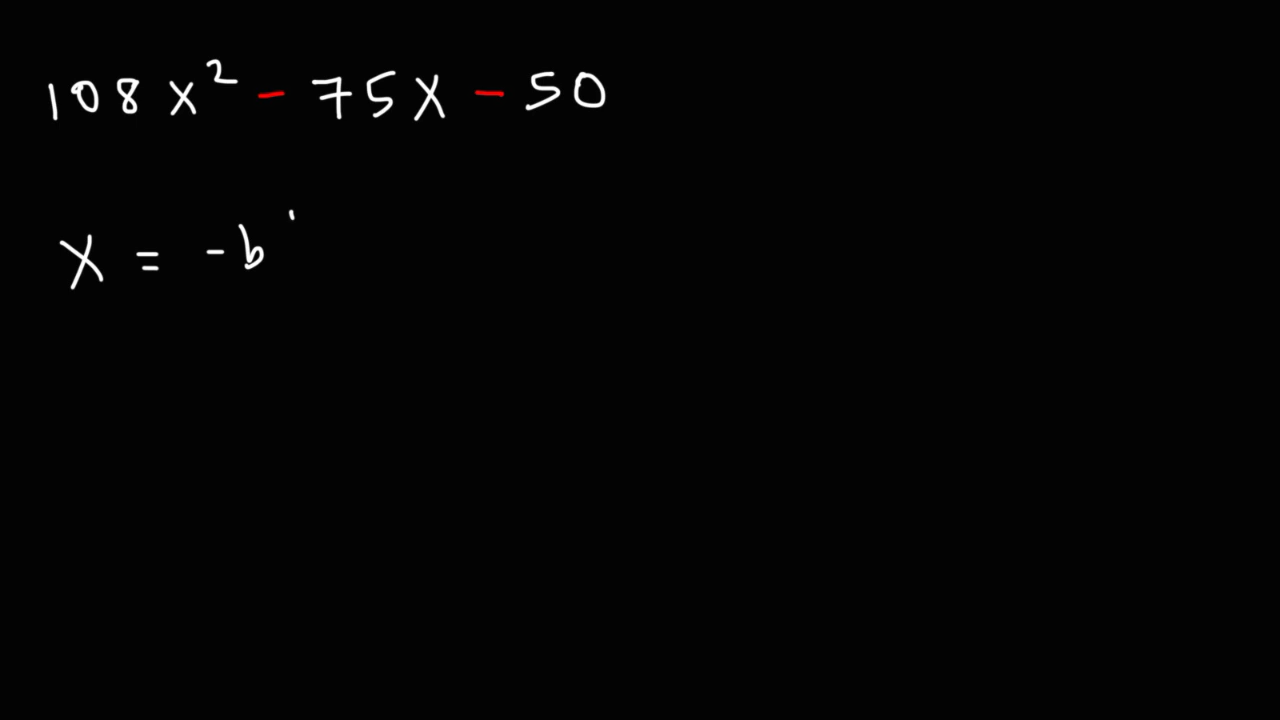 108x² - 75x - 50
x = -b